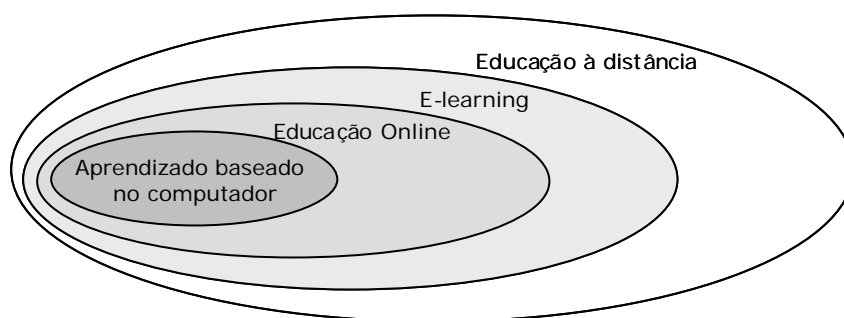 Educação à distância
E-learning
Educação Online
Aprendizado baseado
no computador